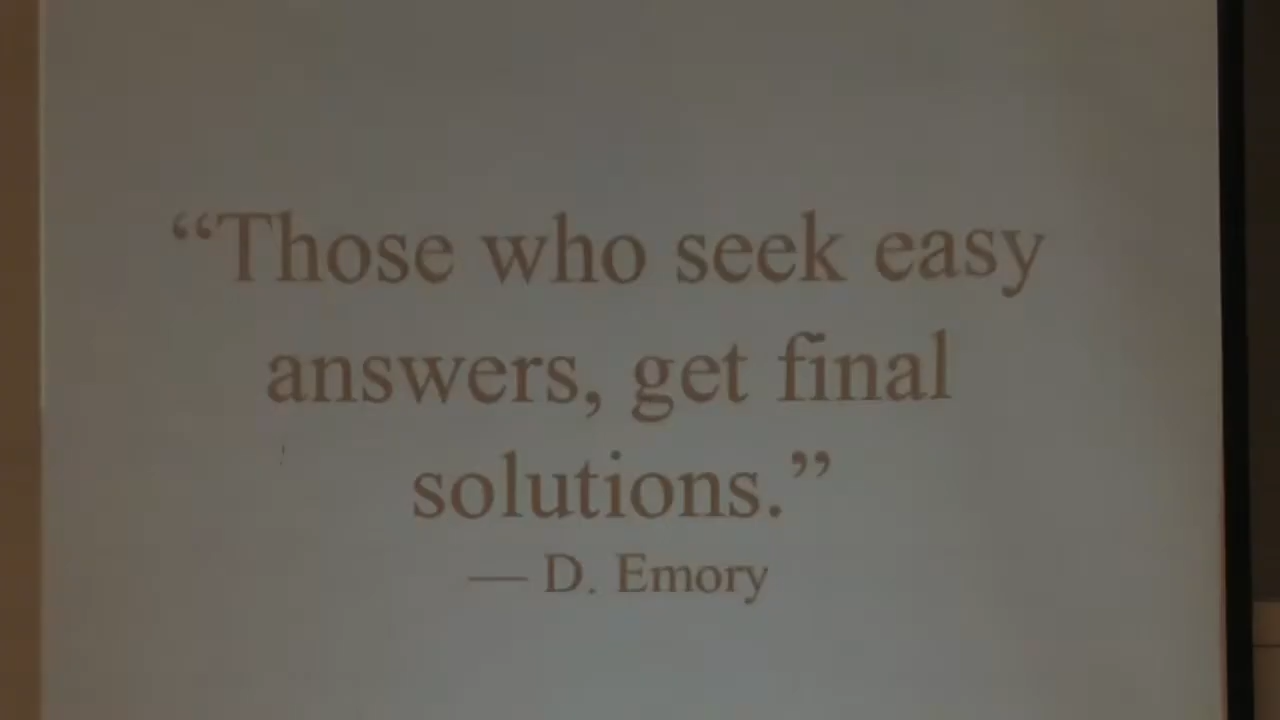 “Those who seek easy
answers, get final
solutions.”
— D. Emory